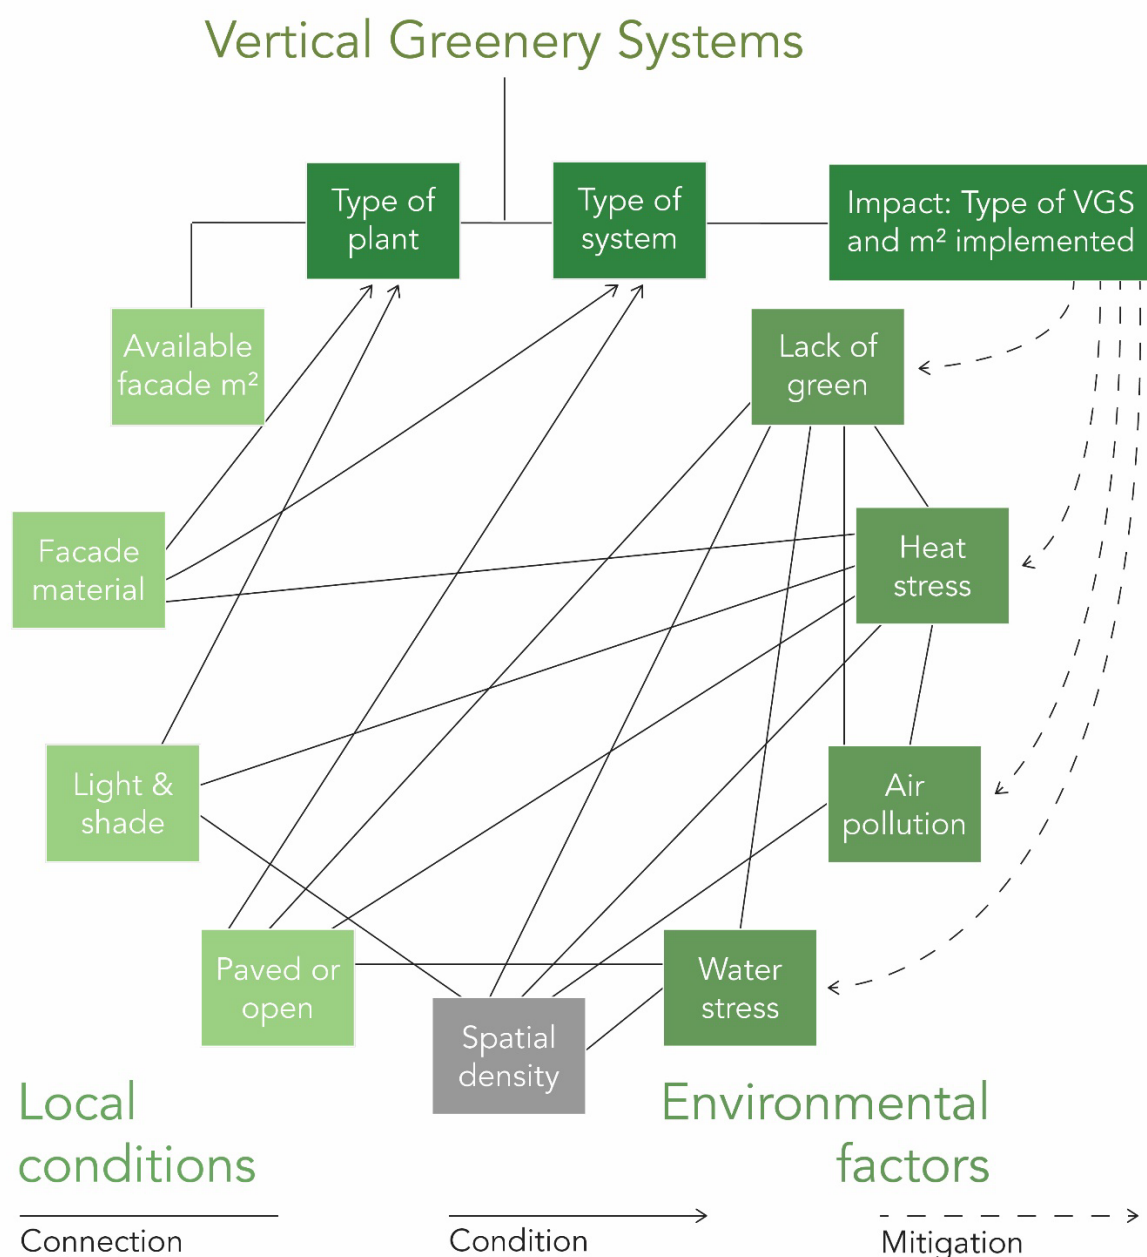 Vertical Greenery Systems
Type of
plant
Type of
system
Impact: Type of VGS
and m² implemented
Available
facade m²
Lack of
green
Facade
material
Heat
stress
Light &
shade
Air
pollution
Paved or
open
Water
stress
Spatial
density
Local
conditions
Environmental
factors
Connection
Condition
Mitigation